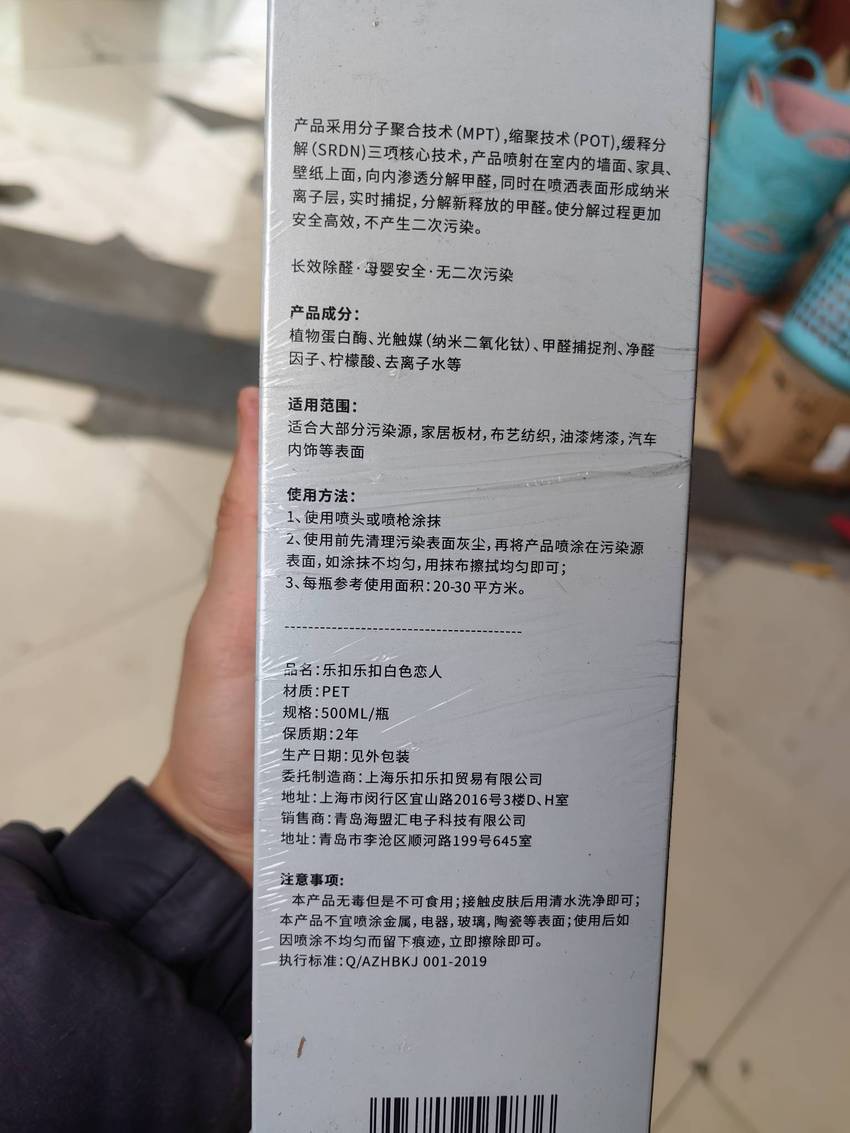 产品采用分子聚合技术(MPT),缩聚技术(POT),缓释分
解(SRDN)三项核心技术,产品喷射在室内的墙面、家具、
壁纸上面,向内渗透分解甲醛,同时在喷洒表面形成纳米
离子层,实时捕捉,分解新释放的甲醛。使分解过程更加
安全高效,不产生二次污染。
长效除醛·母婴安全·无二次污染
产品成分:
植物蛋白酶、光触媒(纳米二氧化钛)、甲醛捕捉剂、净醛
因子、柠檬酸、去离子水等
适用范围:
适合大部分污染源,家居板材,布艺纺织,油漆烤漆,汽车
内饰等表面
使用方法:
1、使用喷头或喷枪涂抹
2、使用前先清理污染表面灰尘,再将产品喷涂在污染源
表面,如涂抹不均匀,用抹布擦拭均匀即可;
3、每瓶参考使用面积:20-30平方米。
---------------------------------------
品名:乐扣乐扣白色恋人
材质:PET
规格:500ML/瓶
保质期:2年
生产日期:见外包装
委托制造商:上海乐扣乐扣贸易有限公司
地址:上海市闵行区宜山路2016号3楼D、H室
销售商:青岛海盟汇电子科技有限公司
地址:青岛市李沧区顺河路199号645室
注意事项:
本产品无毒但是不可食用;接触皮肤后用清水洗净即可;
本产品不宜喷涂金属,电器,玻璃,陶瓷等表面;使用后如
因喷涂不均匀而留下痕迹,立即擦除即可。
执行标准:Q/AZHBKJ 001-2019